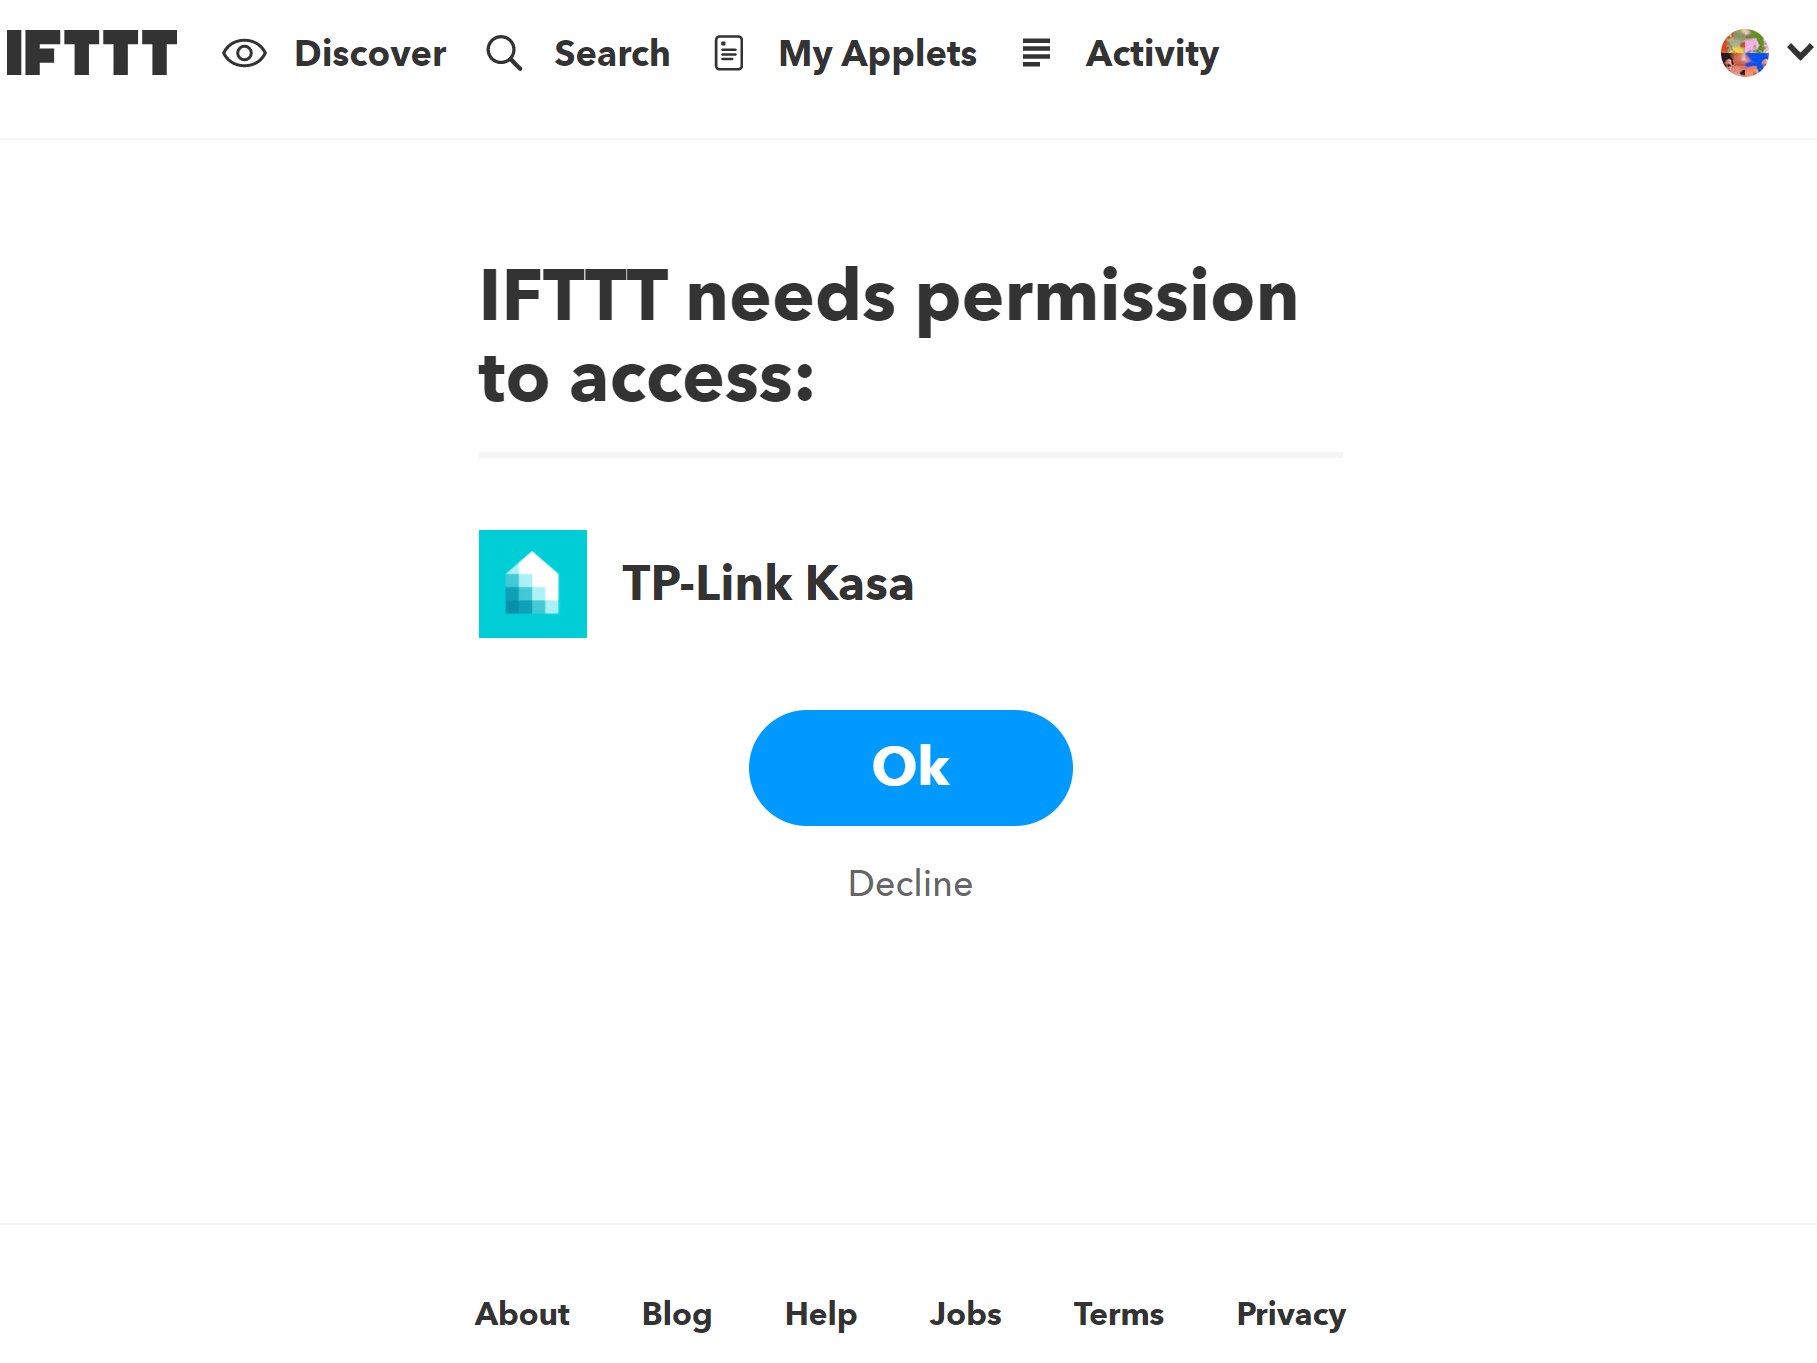 IFTTT Discover Search My Applets Activity
IFTTT needs permission
to access:
TP-Link Kasa
Ok
Decline
About Blog Help Jobs Terms Privacy